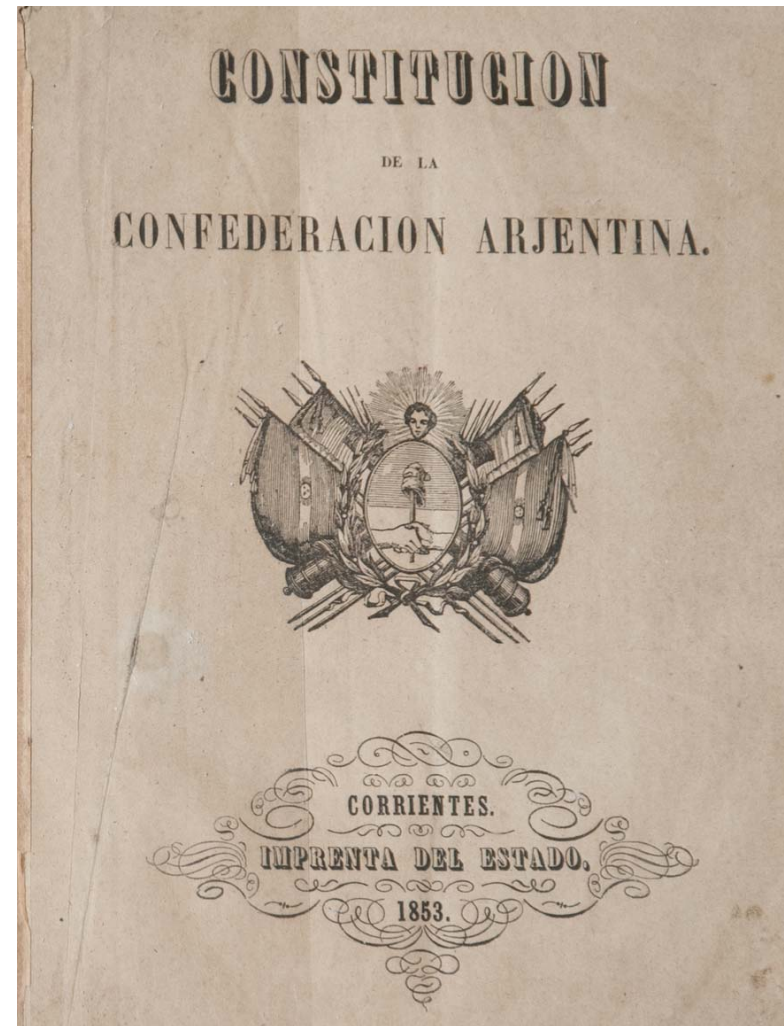 CONSTITUCION
DE LA
CONFEDERACION ARJENTINA.
CORRIENTES.
IMPRENTA DEL ESTADO.
1853.